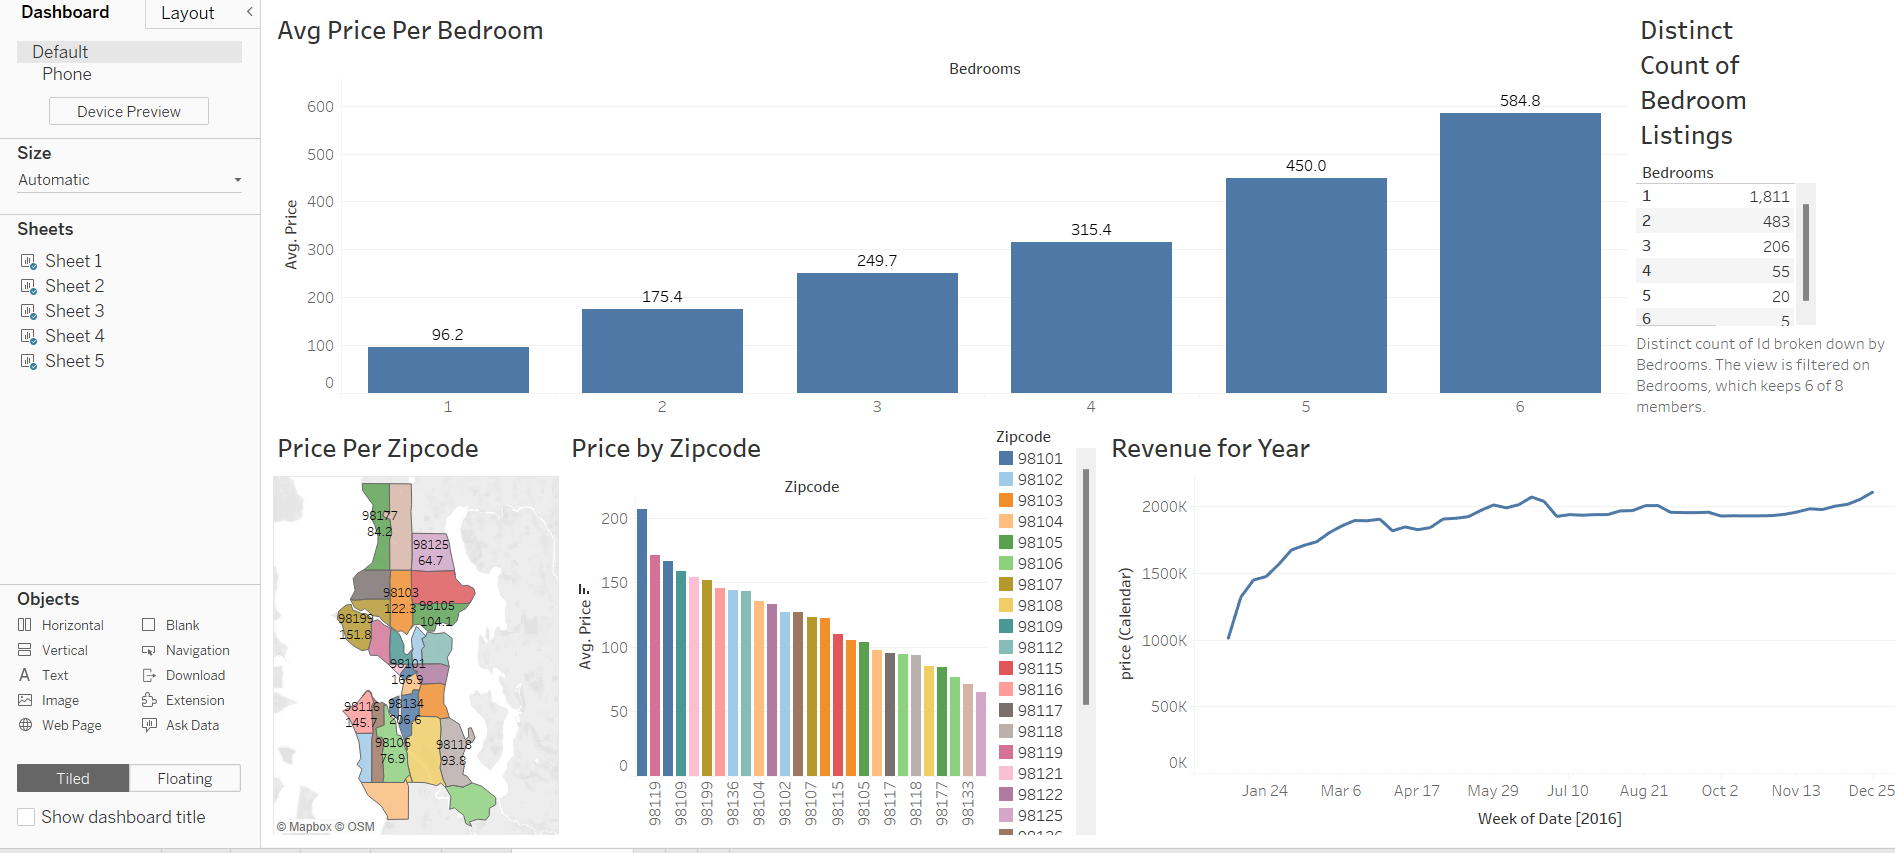 Dashboard
Layout
Default
Phone
Device Preview
Size
Automatic
Sheets
Sheet 1
Sheet 2
Sheet 3
Sheet 4
Sheet 5
Objects
Horizontal
Blank
Vertical
Navigation
Text
Download
Image
Extension
Web Page
Ask Data
Tiled
Floating
Show dashboard title
Avg Price Per Bedroom
Bedrooms
Avg. Price
600
500
400
300
200
100
0
96.2
175.4
249.7
315.4
450.0
584.8
1
2
3
4
5
6
Distinct
Count of
Bedroom
Listings
Bedrooms
1 1,811
2 483
3 206
4 55
5 20
6 5
Distinct count of Id broken down by
Bedrooms. The view is filtered on
Bedrooms, which keeps 6 of 8
members.
Price Per Zipcode
98177
84.2
98125
64.7
98103
122.3
98105
104.1
98199
151.8
98101
166.9
98116
145.7
98134
206.6
98106
76.9
98118
93.8
© Mapbox © OSM
Price by Zipcode
Zipcode
Avg. Price
200
150
100
50
0
98119
98109
98199
98136
98104
98102
98107
98115
98105
98117
98118
98177
98133
Zipcode
98101
98102
98103
98104
98105
98106
98107
98108
98109
98112
98115
98116
98117
98118
98119
98121
98122
98125
98126
Revenue for Year
price (Calendar)
2000K
1500K
1000K
500K
0K
Jan 24
Mar 6
Apr 17
May 29
Jul 10
Aug 21
Oct 2
Nov 13
Dec 25
Week of Date [2016]